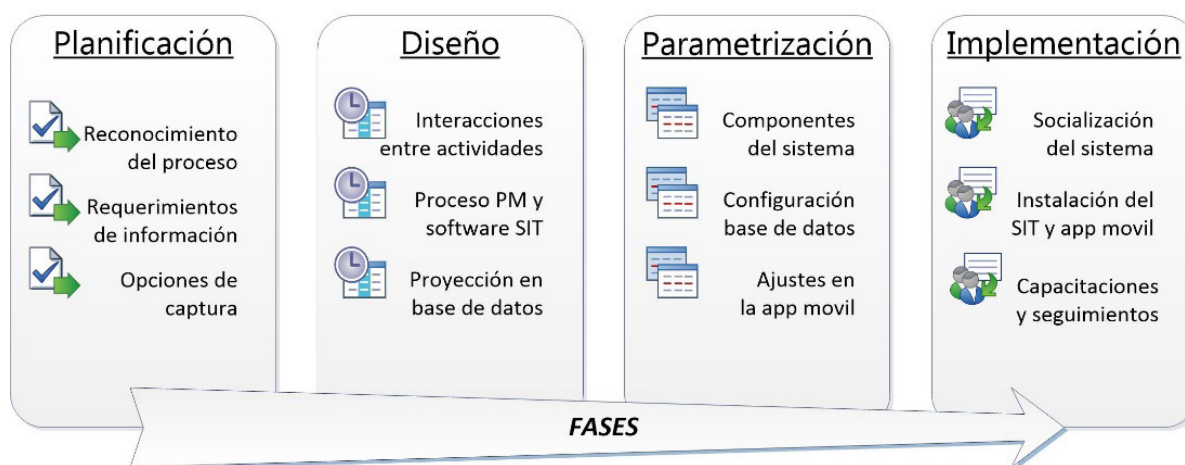 Planificación
Reconocimiento
del proceso
Requerimientos
de información
Opciones de
captura
Diseño
Interacciones
entre actividades
Proceso PM y
software SIT
Proyección en
base de datos
Parametrización
Componentes
del sistema
Configuración
base de datos
Ajustes en
la app movil
Implementación
Socialización
del sistema
Instalación del
SIT y app movil
Capacitaciones
y seguimientos
FASES